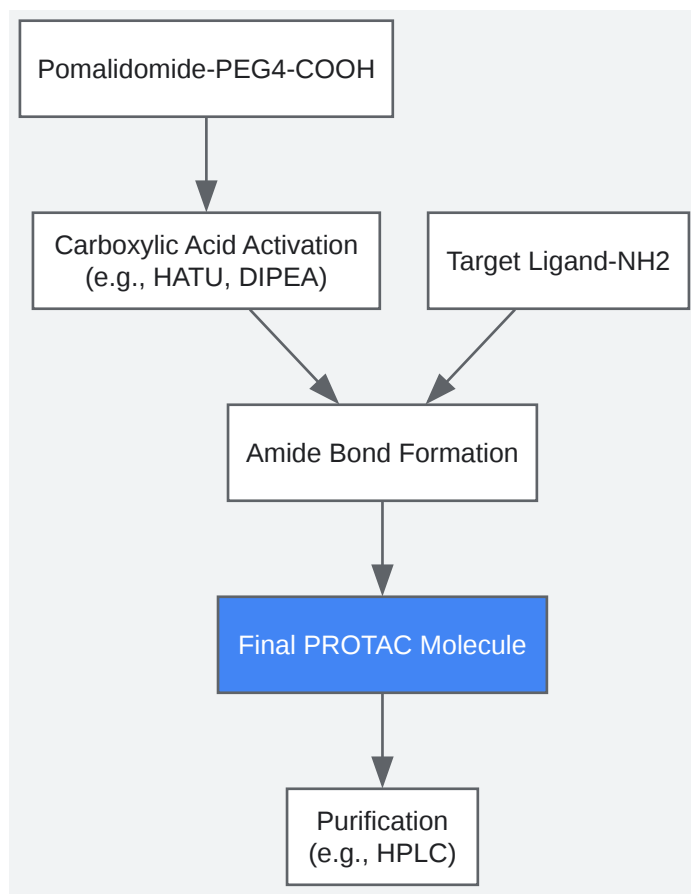 Pomalidomide-PEG4-COOH
Carboxylic Acid Activation
(e.g., HATU, DIPEA)
Target Ligand-NH2
Amide Bond Formation
Final PROTAC Molecule
Purification
(e.g., HPLC)